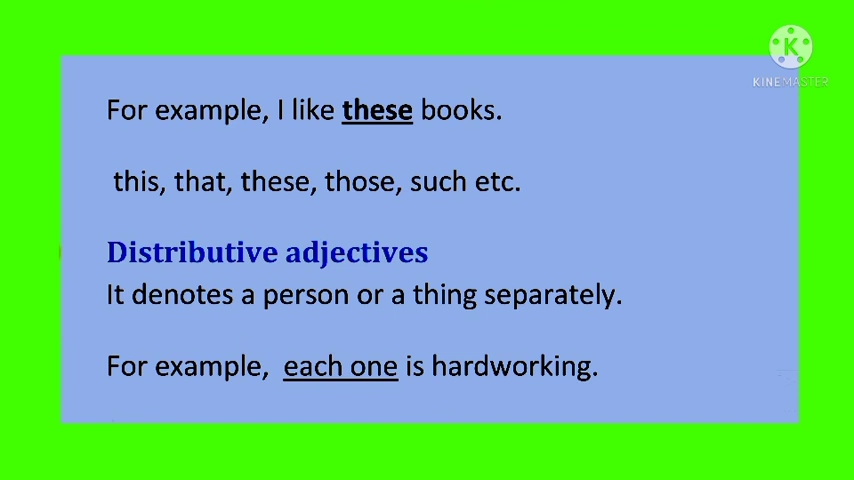 K
KINEMASTER
For example, I like these books.
this, that, these, those, such etc.
Distributive adjectives
It denotes a person or a thing separately.
For example, each one is hardworking.